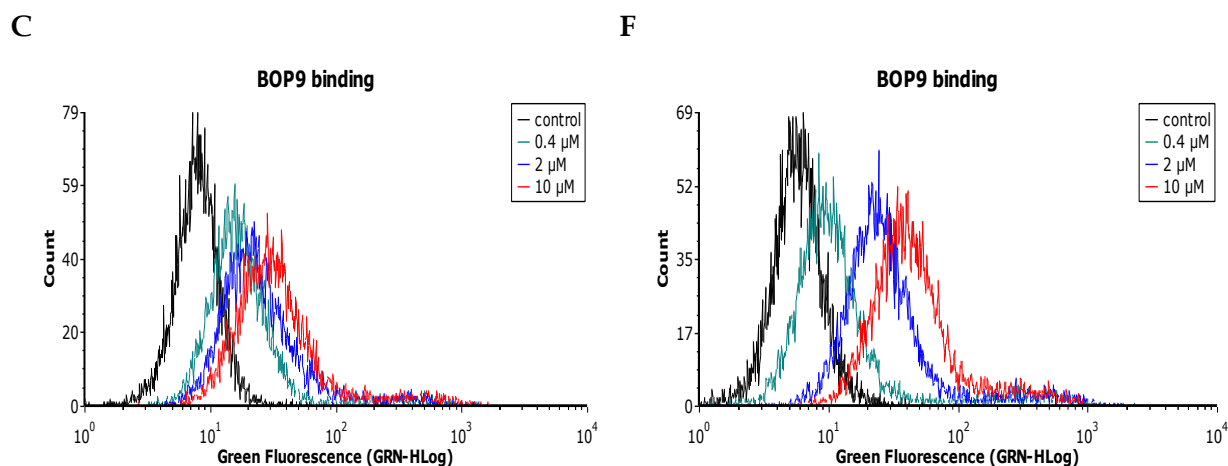 C
BOP9 binding
79
59
40
20
0
Count
control
0.4 µM
2 µM
10 µM
10^0 10^1 10^2 10^3 10^4
Green Fluorescence (GRN-HLog)
F
BOP9 binding
69
52
35
17
0
Count
control
0.4 µM
2 µM
10 µM
10^0 10^1 10^2 10^3 10^4
Green Fluorescence (GRN-HLog)